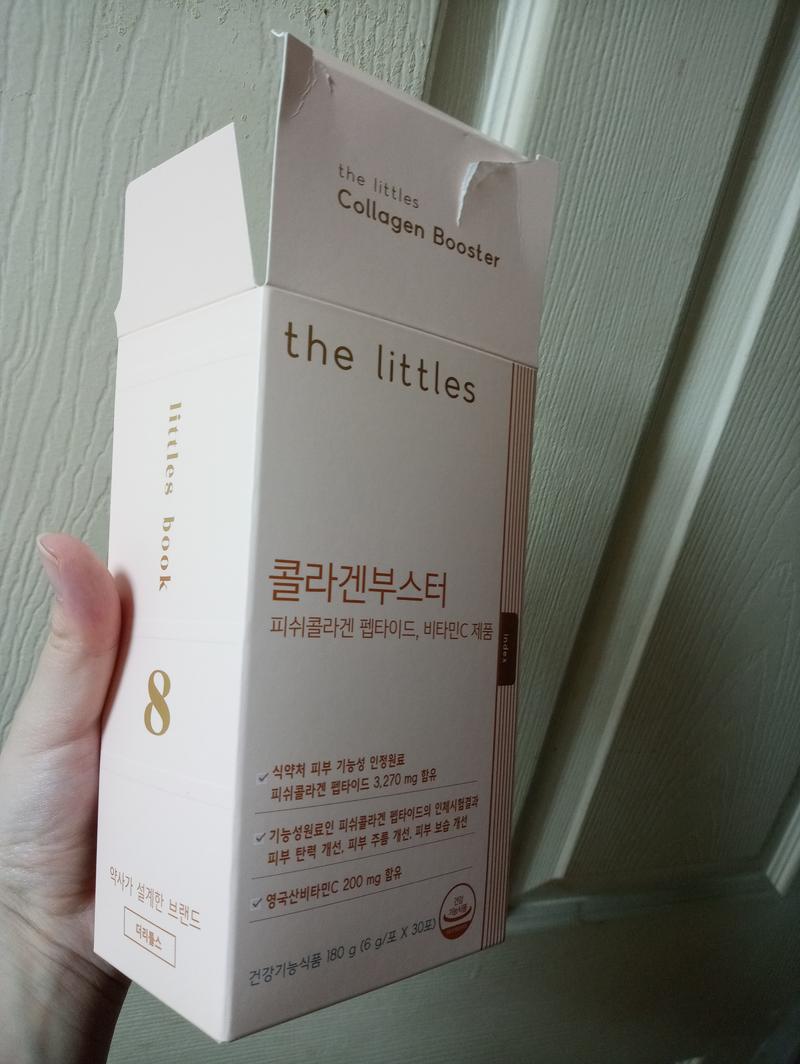 the littles
Collagen Booster
the littles
콜라겐부스터
피쉬콜라겐 펩타이드, 비타민C 제품
index
식약처 피부 기능성 인정원료
피쉬콜라겐 펩타이드 3,270 mg 함유
기능성원료인 피쉬콜라겐 펩타이드의 인체시험결과
피부 탄력 개선, 피부 주름 개선, 피부 보습 개선
영국산비타민C 200 mg 함유
건강
기능식품
건강기능식품 180 g (6 g/포 X 30포)
littles book
8
약사가 설계한 브랜드
더리틀스